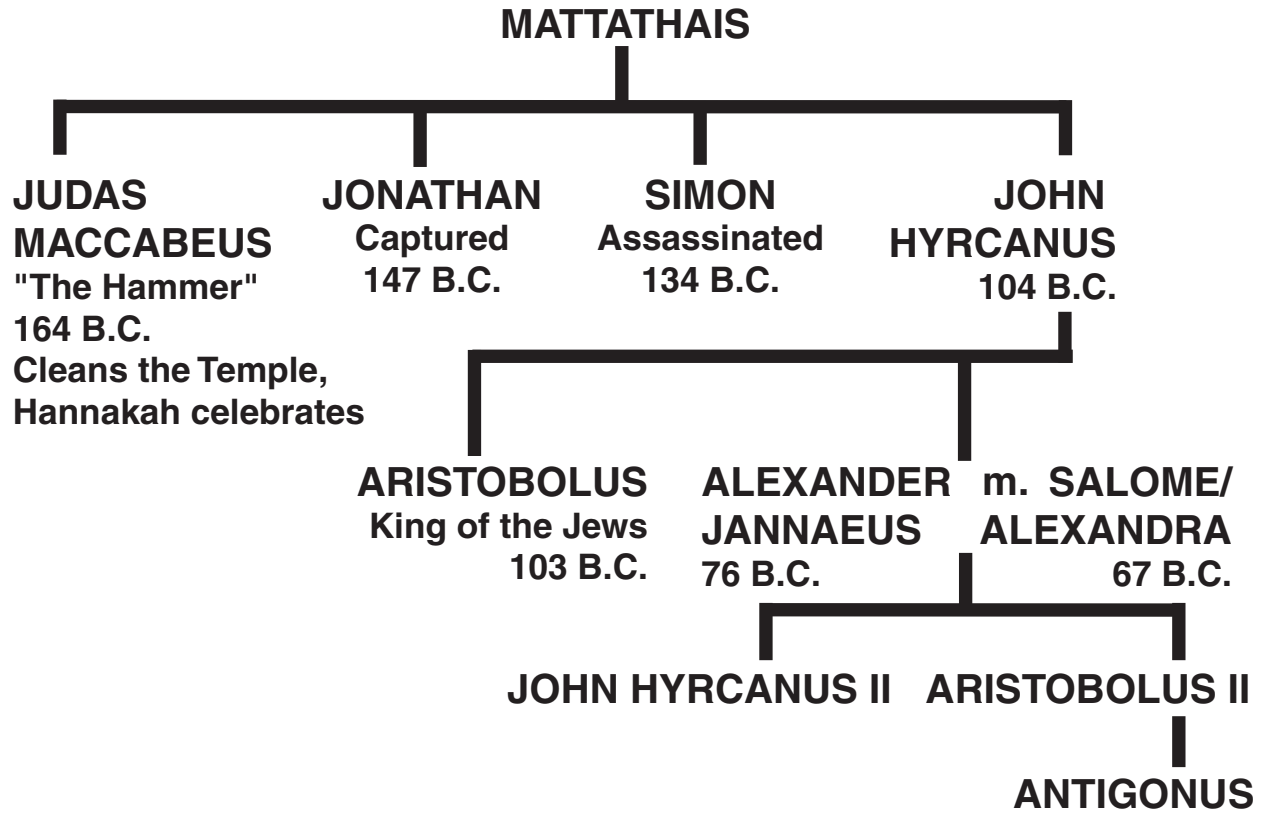 MATTATHAIS
JUDAS
MACCABEUS
"The Hammer"
164 B.C.
Cleans the Temple,
Hannakah celebrates
JONATHAN
Captured
147 B.C.
SIMON
Assassinated
134 B.C.
JOHN
HYRCANUS
104 B.C.
ARISTOBOLUS
King of the Jews
103 B.C.
ALEXANDER
JANNAEUS
76 B.C.
m. SALOME/
ALEXANDRA
67 B.C.
JOHN HYRCANUS II
ARISTOBOLUS II
ANTIGONUS